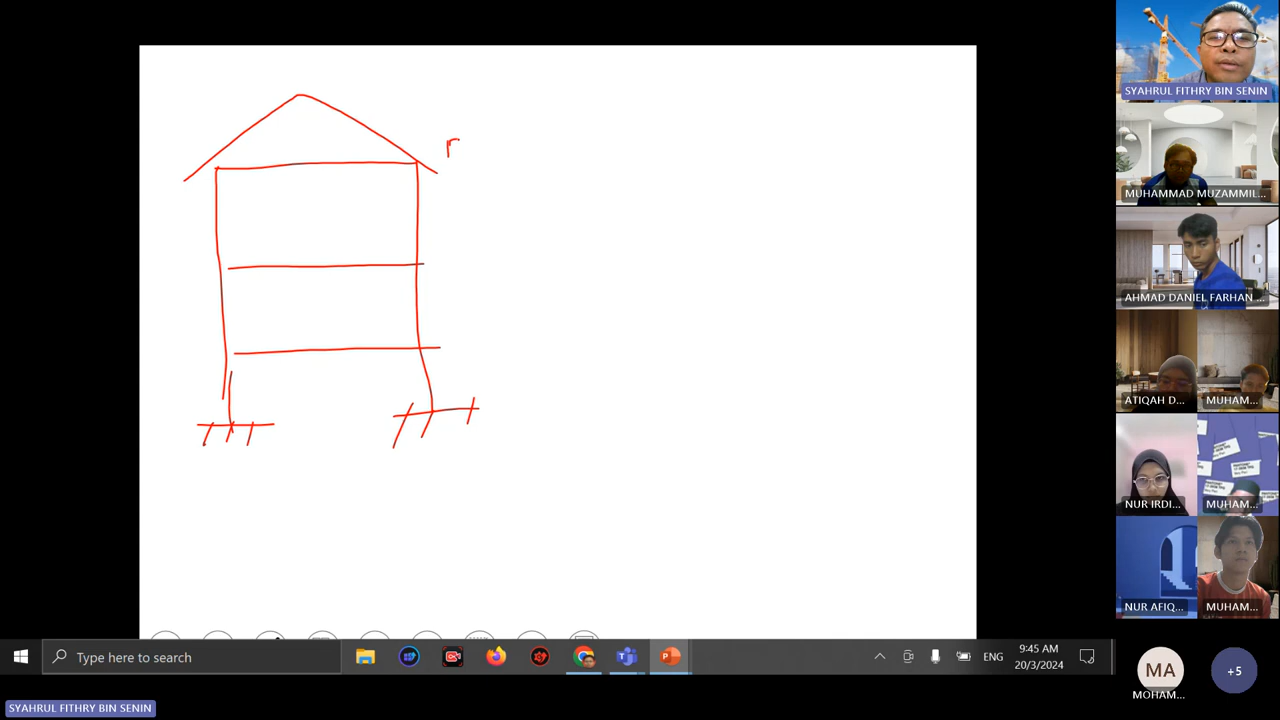 r
SYAHRUL FITHRY BIN SENIN
MUHAMMAD MUZAMMIL...
AHMAD DANIEL FARHAN ...
ATIQAH D...
MUHAM...
NUR IRDI...
MUHAM...
NUR AFIQ...
MUHAM...
MA
MOHAM...
+5
Type here to search
ENG
9:45 AM
20/3/2024
SYAHRUL FITHRY BIN SENIN